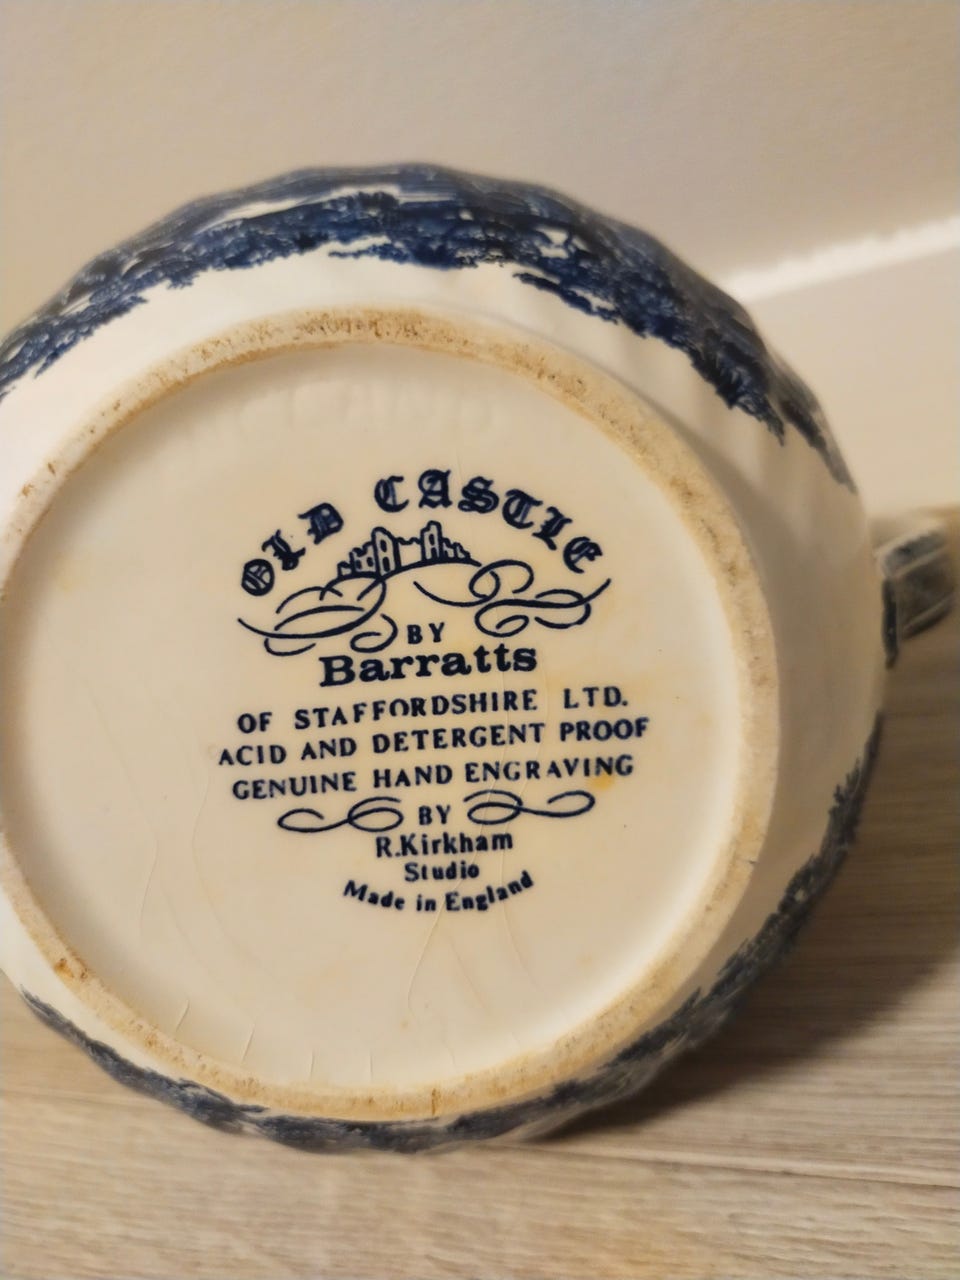 OLD CASTLE
BY
Barratts
OF STAFFORDSHIRE LTD.
ACID AND DETERGENT PROOF
GENUINE HAND ENGRAVING
BY
R.Kirkham
Studio
Made in England